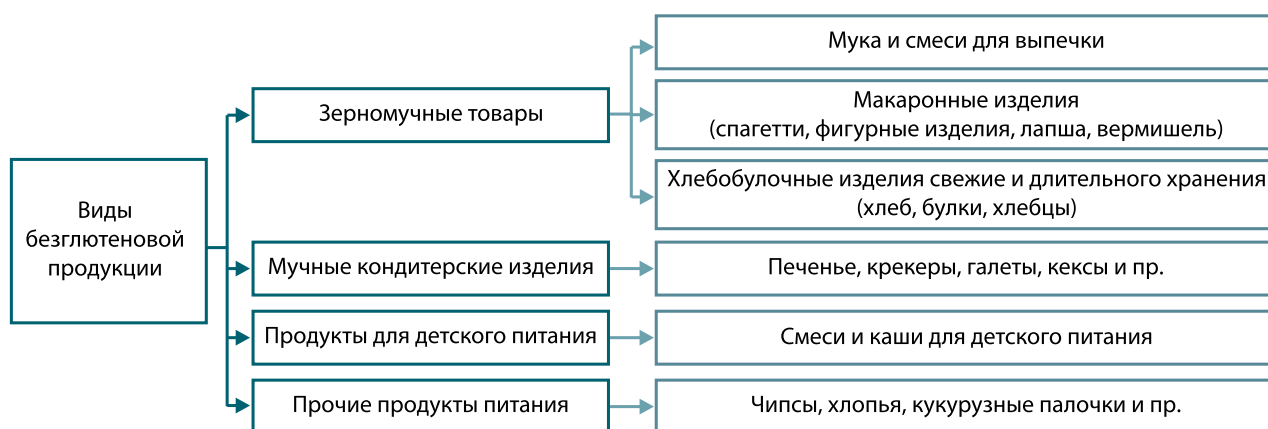 Виды
безглютеновой
продукции
Зерномучные товары
Мука и смеси для выпечки
Макаронные изделия
(спагетти, фигурные изделия, лапша, вермишель)
Хлебобулочные изделия свежие и длительного хранения
(хлеб, булки, хлебцы)
Мучные кондитерские изделия
Печенье, крекеры, галеты, кексы и пр.
Продукты для детского питания
Смеси и каши для детского питания
Прочие продукты питания
Чипсы, хлопья, кукурузные палочки и пр.